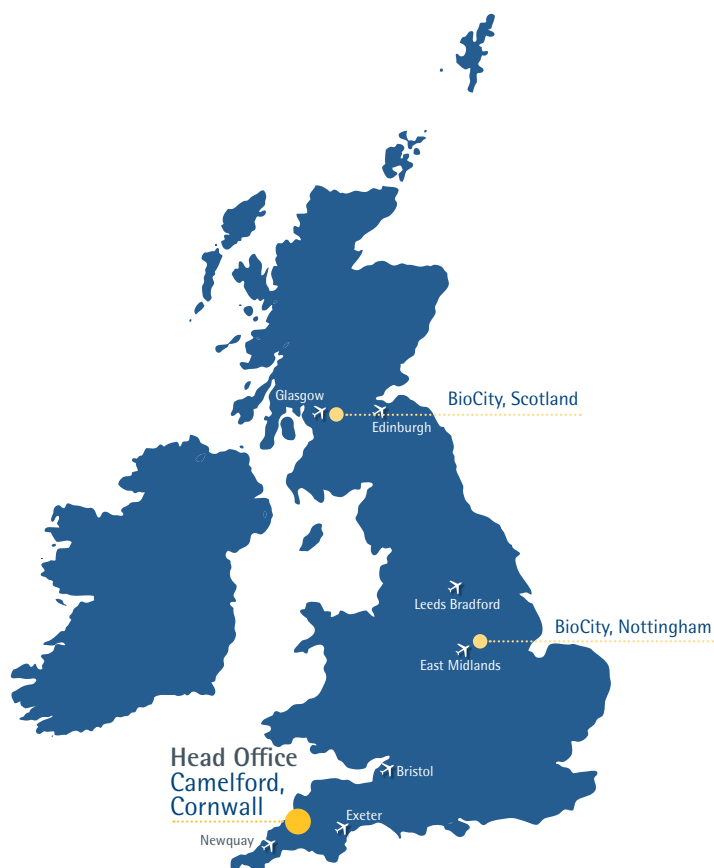 Glasgow
BioCity, Scotland
Edinburgh
Leeds Bradford
BioCity, Nottingham
East Midlands
Head Office
Camelford,
Cornwall
Bristol
Exeter
Newquay